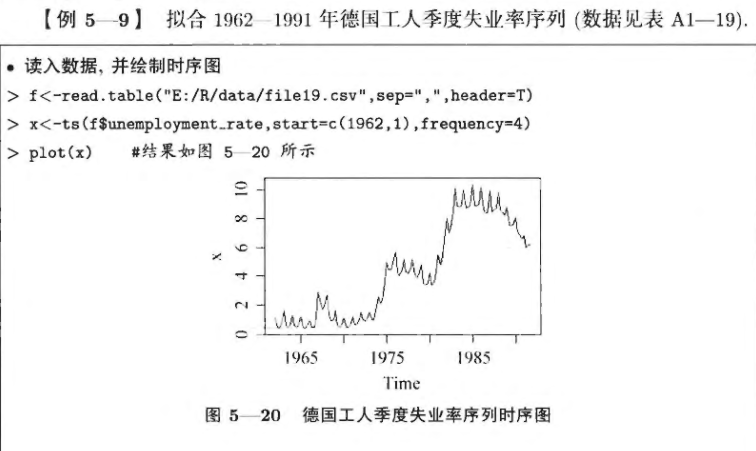 【例 5—9】 拟合 1962—1991 年德国工人季度失业率序列 (数据见表 A1—19).
• 读入数据, 并绘制时序图
> f<-read.table("E:/R/data/file19.csv",sep=",",header=T)
> x<-ts(f$unemployment_rate,start=c(1962,1),frequency=4)
> plot(x) #结果如图 5—20 所示
10
8
6
4
2
0
x
1965 1975 1985
Time
图 5—20 德国工人季度失业率序列时序图